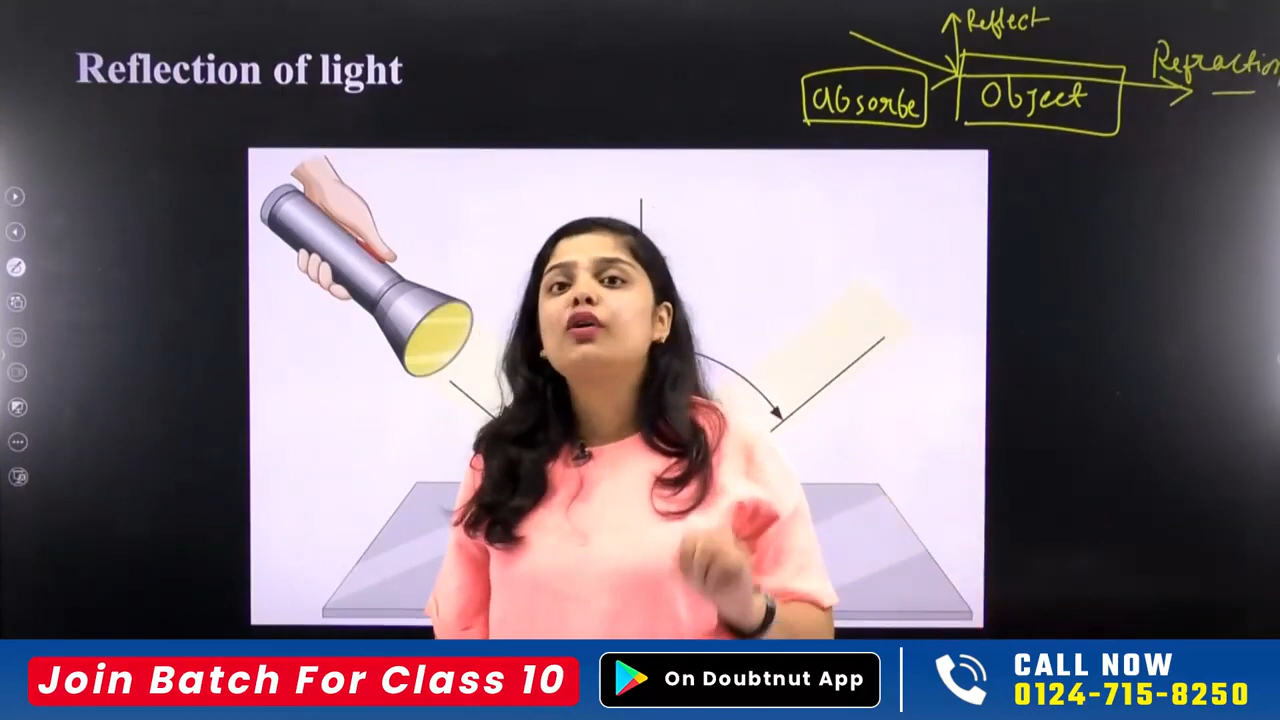 Reflect
Reflection of light
Refraction
absorbe
Object
Join Batch For Class 10
On Doubtnut App
CALL NOW
0124-715-8250